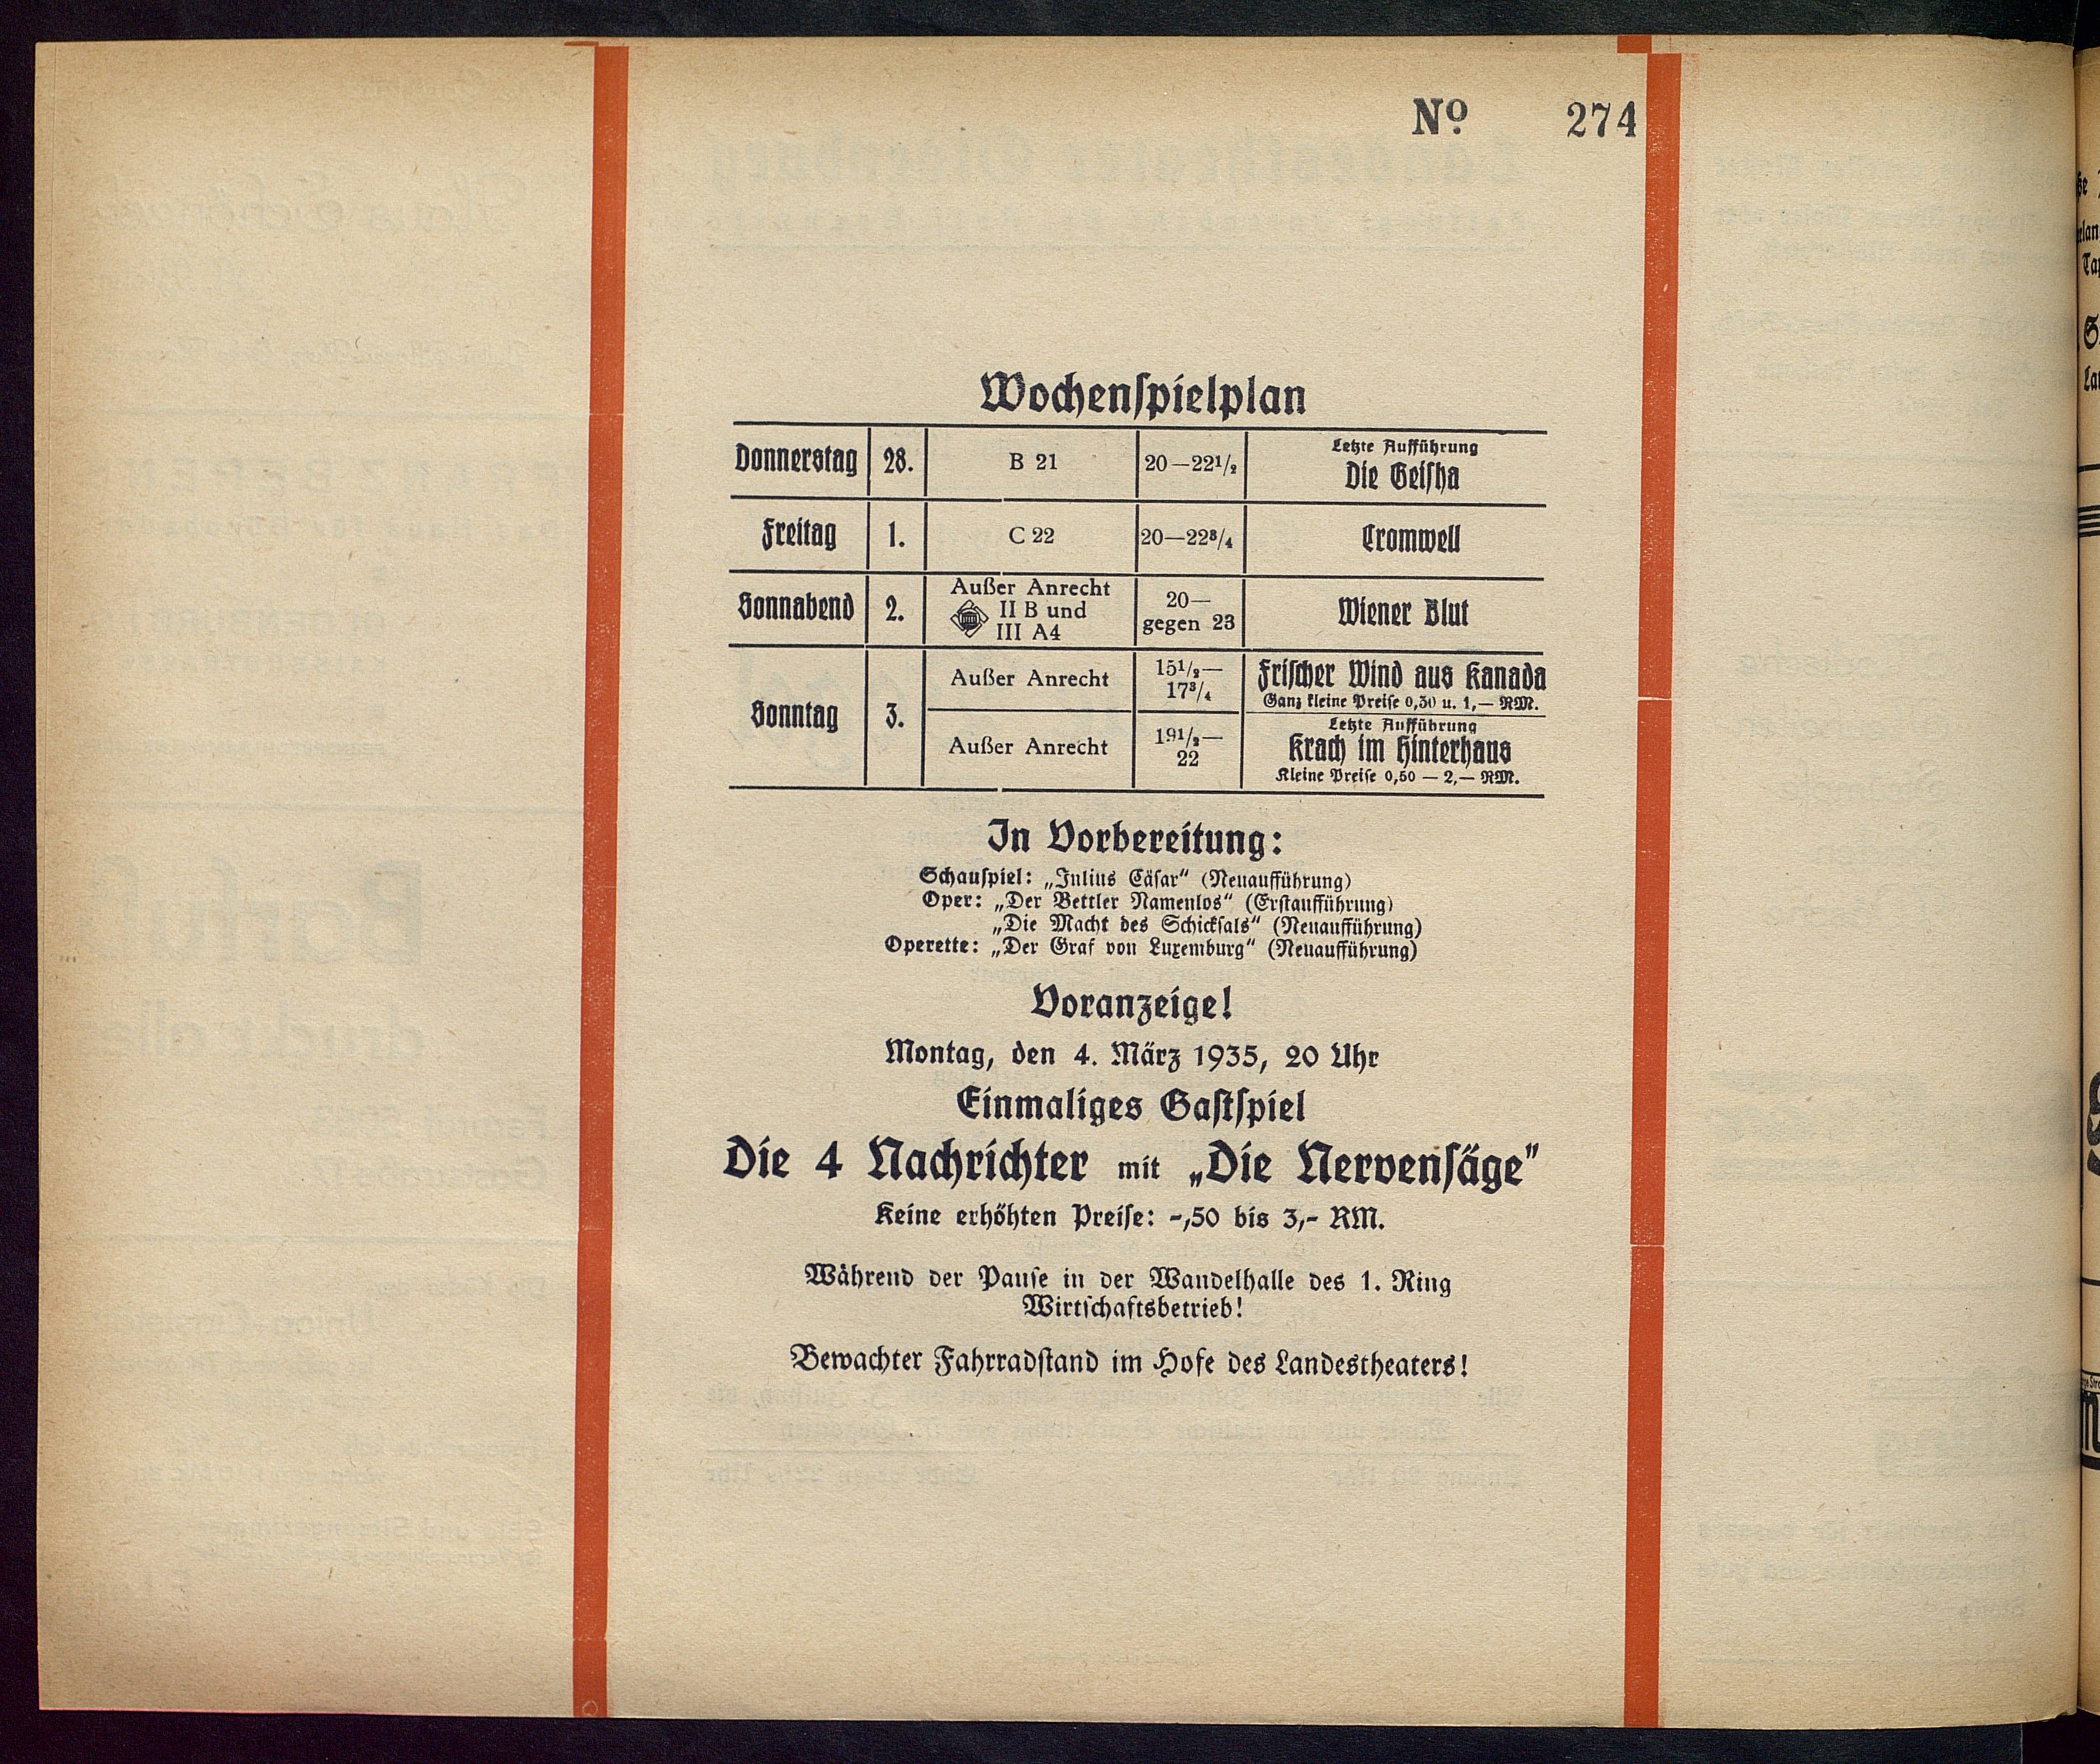 No 274
Wochenspielplan
Donnerstag 28. B 21 20—22½ Letzte Aufführung
Die Geisha
Freitag 1. C 22 20—22¾ Cromwell
Sonnabend 2. Außer Anrecht II B und III A4 20— gegen 23 Wiener Blut
Sonntag 3. Außer Anrecht 15½—17¾ Frischer Wind aus Kanada
Ganz kleine Preise 0,30 u. 1,— RM.
Außer Anrecht 19½—22 Letzte Aufführung
Krach im Hinterhaus
Kleine Preise 0,50 — 2,— RM.
In Vorbereitung:
Schauspiel: „Julius Cäsar“ (Neuaufführung)
Oper: „Der Bettler Namenlos“ (Erstaufführung)
„Die Macht des Schicksals“ (Neuaufführung)
Operette: „Der Graf von Luxemburg“ (Neuaufführung)
Voranzeige!
Montag, den 4. März 1935, 20 Uhr
Einmaliges Gastspiel
Die 4 Nachrichter mit „Die Nervensäge“
Keine erhöhten Preise: -,50 bis 3,- RM.
Während der Pause in der Wandelhalle des 1. Ring
Wirtschaftsbetrieb!
Bewachter Fahrradstand im Hofe des Landestheaters!